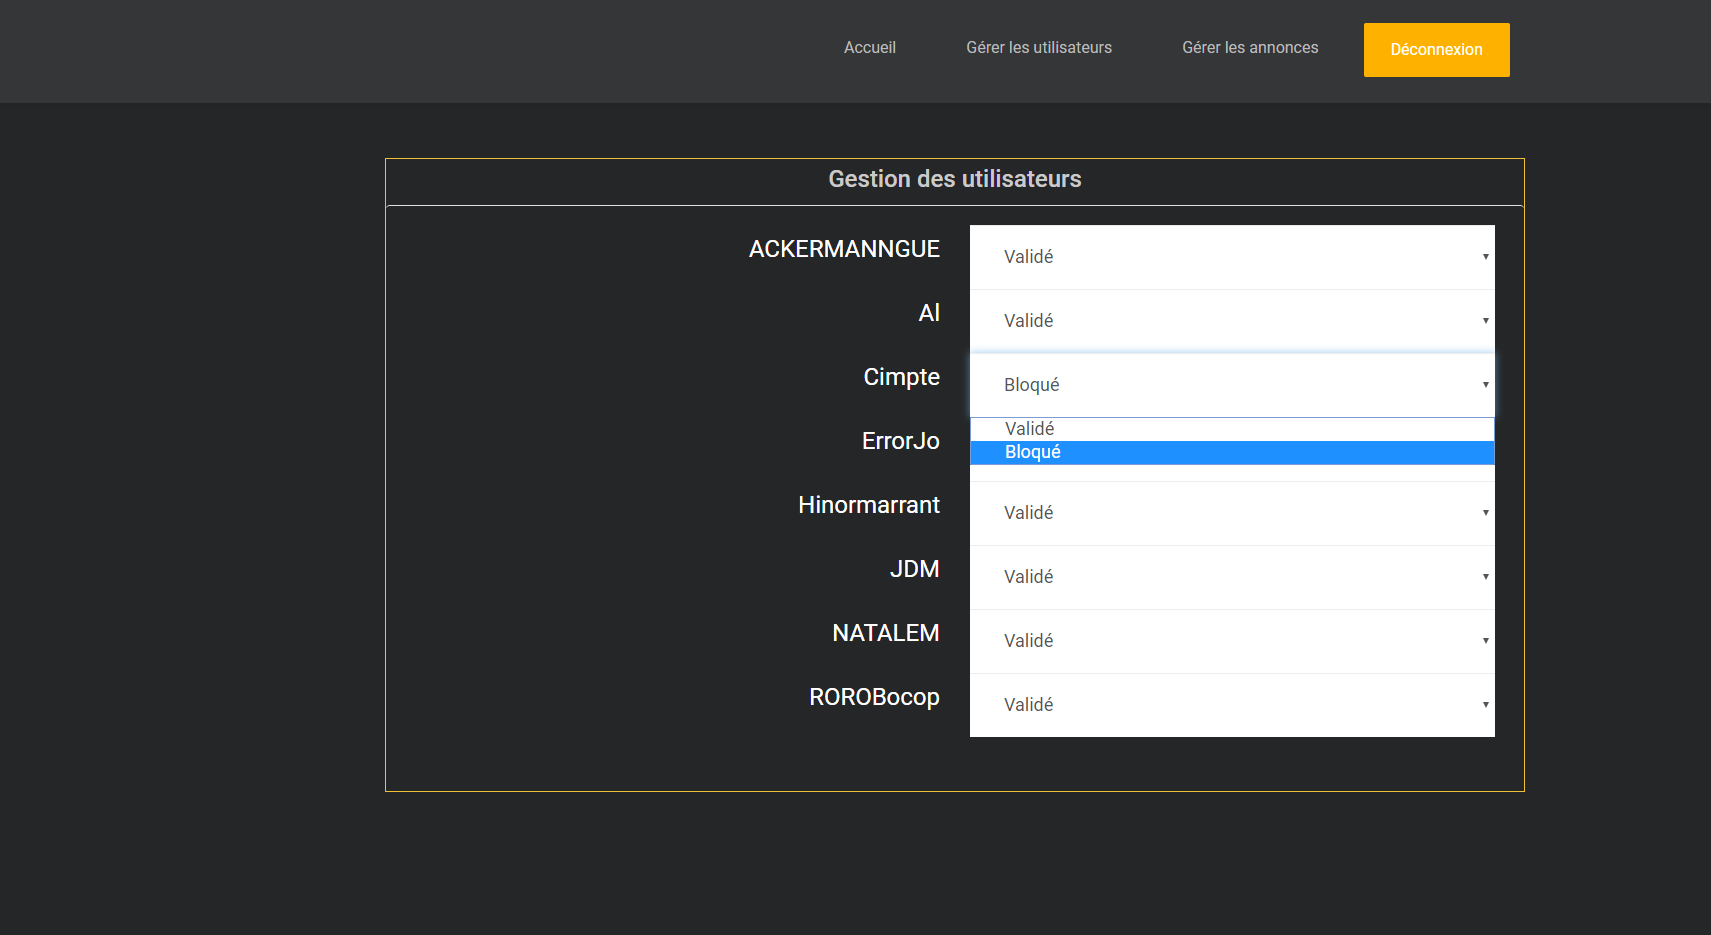 Accueil Gérer les utilisateurs Gérer les annonces Déconnexion
Gestion des utilisateurs
ACKERMANNGUE Validé
Al Validé
Cimpte Bloqué
Validé
ErrorJo
Bloqué
Hinormarrant Validé
JDM Validé
NATALEM Validé
ROROBocop Validé